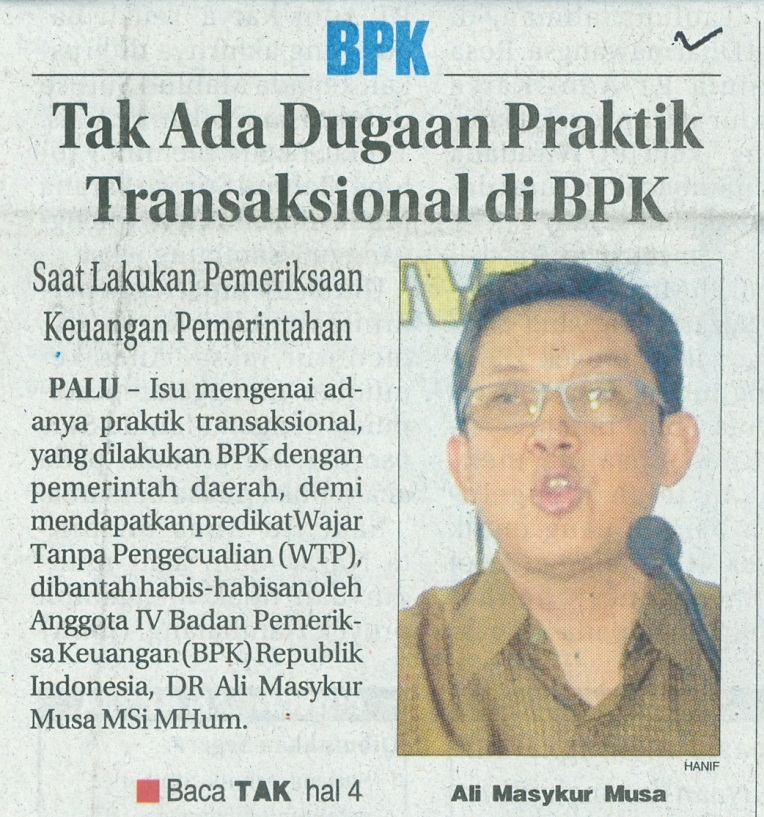 BPK
Tak Ada Dugaan Praktik
Transaksional di BPK
Saat Lakukan Pemeriksaan
Keuangan Pemerintahan
PALU – Isu mengenai ad-
anya praktik transaksional,
yang dilakukan BPK dengan
pemerintah daerah, demi
mendapatkan predikat Wajar
Tanpa Pengecualian (WTP),
dibantah habis-habisan oleh
Anggota IV Badan Pemerik-
sa Keuangan (BPK) Republik
Indonesia, DR Ali Masykur
Musa MSi MHum.
Baca TAK hal 4
HANIF
Ali Masykur Musa